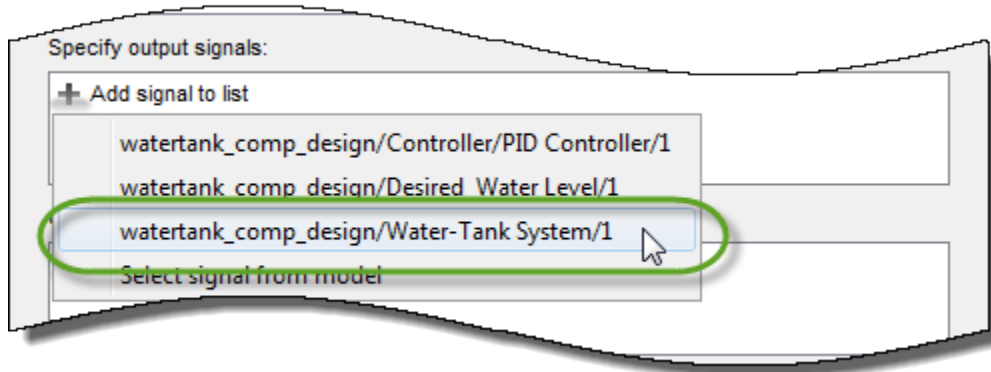 Specify output signals:
Add signal to list
watertank_comp_design/Controller/PID Controller/1
watertank_comp_design/Desired  Water Level/1
watertank_comp_design/Water-Tank System/1
Select signal from model